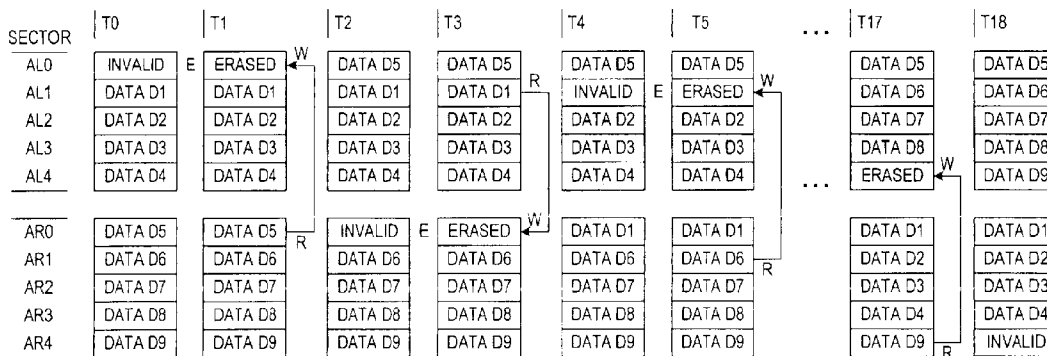 T0 T1 T2 T3 T4 T5 ... T17 T18
SECTOR
AL0 INVALID E ERASED W DATA D5 DATA D5 R DATA D5 DATA D5 W DATA D5 DATA D5
AL1 DATA D1 DATA D1 DATA D1 DATA D1 INVALID E ERASED DATA D6 DATA D6
AL2 DATA D2 DATA D2 DATA D2 DATA D2 DATA D2 DATA D2 DATA D7 DATA D7
AL3 DATA D3 DATA D3 DATA D3 DATA D3 DATA D3 DATA D3 DATA D8 DATA D8
AL4 DATA D4 DATA D4 DATA D4 DATA D4 DATA D4 DATA D4 ... ERASED W DATA D9
AR0 DATA D5 DATA D5 R INVALID E ERASED W DATA D1 DATA D1 DATA D1 DATA D1
AR1 DATA D6 DATA D6 DATA D6 DATA D6 DATA D6 DATA D6 R DATA D2 DATA D2
AR2 DATA D7 DATA D7 DATA D7 DATA D7 DATA D7 DATA D7 DATA D3 DATA D3
AR3 DATA D8 DATA D8 DATA D8 DATA D8 DATA D8 DATA D8 DATA D4 DATA D4
AR4 DATA D9 DATA D9 DATA D9 DATA D9 DATA D9 DATA D9 DATA D9 R INVALID